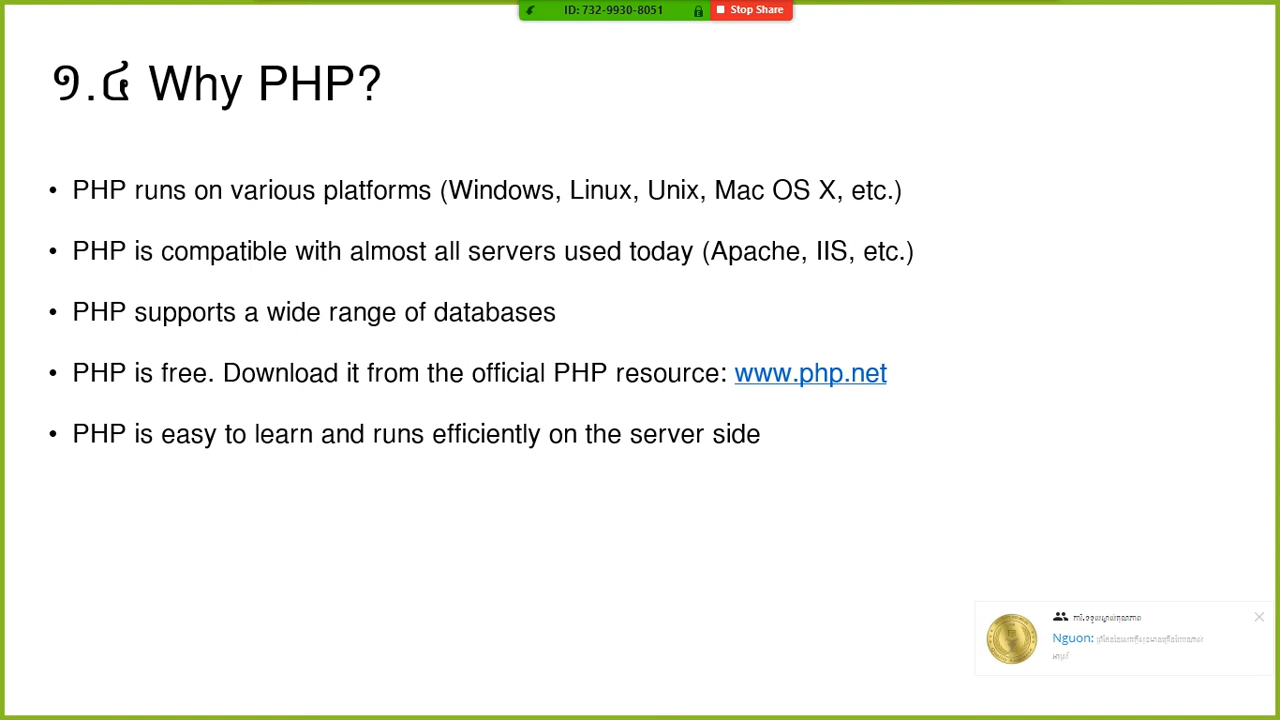 ID: 732-9930-8051
Stop Share
១.៤ Why PHP?
• PHP runs on various platforms (Windows, Linux, Unix, Mac OS X, etc.)
• PHP is compatible with almost all servers used today (Apache, IIS, etc.)
• PHP supports a wide range of databases
• PHP is free. Download it from the official PHP resource: www.php.net
• PHP is easy to learn and runs efficiently on the server side
Nguon: